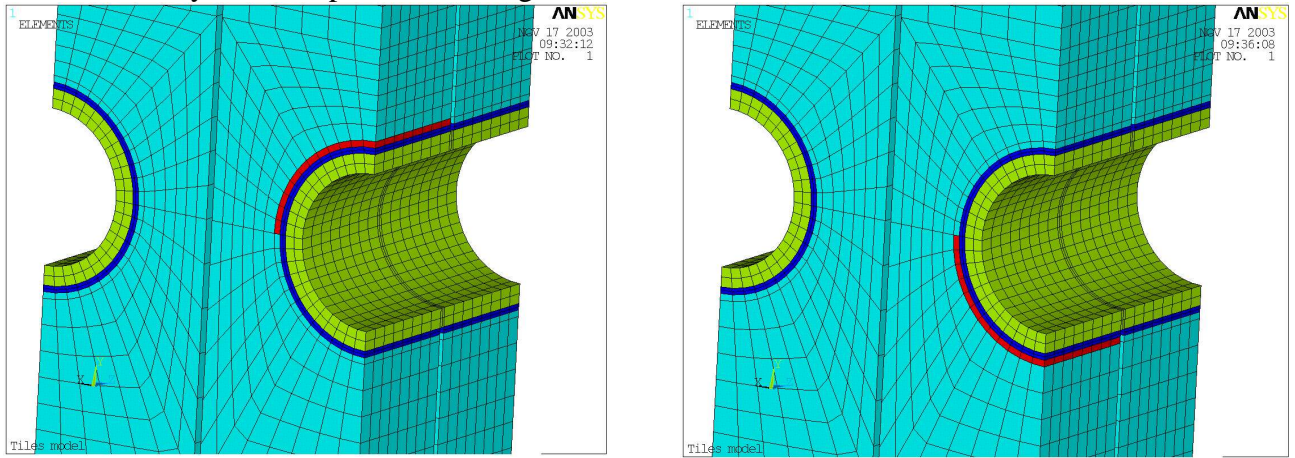 1
ELEMENTS
ANSYS
NOV 17 2003
09:32:12
PLOT NO. 1
Y
X
Tiles model
1
ELEMENTS
ANSYS
NOV 17 2003
09:36:08
PLOT NO. 1
Y
X
Tiles model